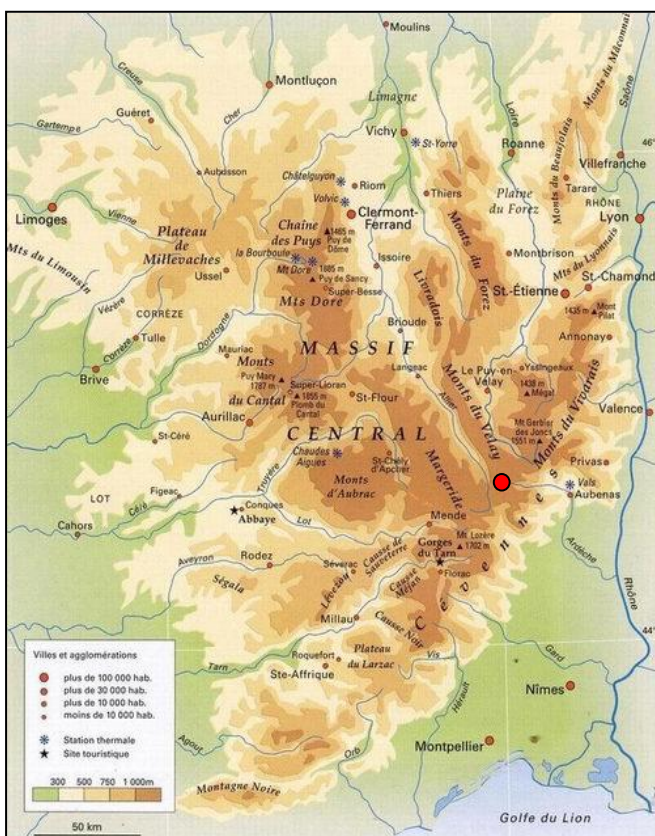 Moulins
Creuse
Montluçon
Limagne
Loire
Monts du Mâconnais
Saône
Guéret
Cher
Gartempe
Vichy
St-Yorre
Roanne
46°
Aubusson
Châtelguyon
Riom
Thiers
Monts du Beaujolais
Villefranche
Tarare
RHÔNE
Limoges
Vienne
Volvic
Clermont-
Ferrand
Plaine
du Forez
Lyon
Plateau
de
Millevaches
Chaîne
des Puys
1465 m
Puy de
Dôme
Monts du Forez
Montbrison
Mts du Lyonnais
Mts du Limousin
Ussel
la Bourboule
Mt Dore
1885 m
Puy de Sancy
Super-Besse
Issoire
Livradois
St-Étienne
St-Chamond
Vézère
CORRÈZE
Mts Dore
1435 m
Mont
Pilat
Corrèze
Tulle
Dordogne
Brioude
Annonay
Brive
Mauriac
MASSIF
Monts
Puy Mary
1787 m
Super-Lioran
1855 m
Plomb du
Cantal
du Cantal
St-Flour
Langeac
Allier
Le Puy-en-
Velay
Yssingeaux
1438 m
Mégal
Monts du Vivarais
Aurillac
Monts du Velay
Valence
St-Céré
CENTRAL
Mt Gerbier
des Joncs
1551 m
Chaudes
Aigues
St-Chély
d'Apcher
Margeride
Privas
Truyère
Monts
d'Aubrac
Vals
Aubenas
LOT
Figeac
Céré
Conques
Abbaye
Cahors
Lot
Mende
Cévennes
Ardèche
Aveyron
Rodez
Causse de
Sauveterre
Gorges
du Tarn
Mt. Lozère
1702 m
Séverac
Florac
Ségala
Lévézou
Causse
Méjan
Rhône
Millau
Causse Noir
44°
Villes et agglomérations
Roquefort
Plateau
du Larzac
Vis
Gard
plus de 100 000 hab.
Tarn
Ste-Affrique
plus de 30 000 hab.
Nîmes
plus de 10 000 hab.
moins de 10 000 hab.
Hérault
Station thermale
Agout
Orb
Montpellier
Site touristique
300 500 750 1 000m
Montagne Noire
Golfe du Lion
50 km